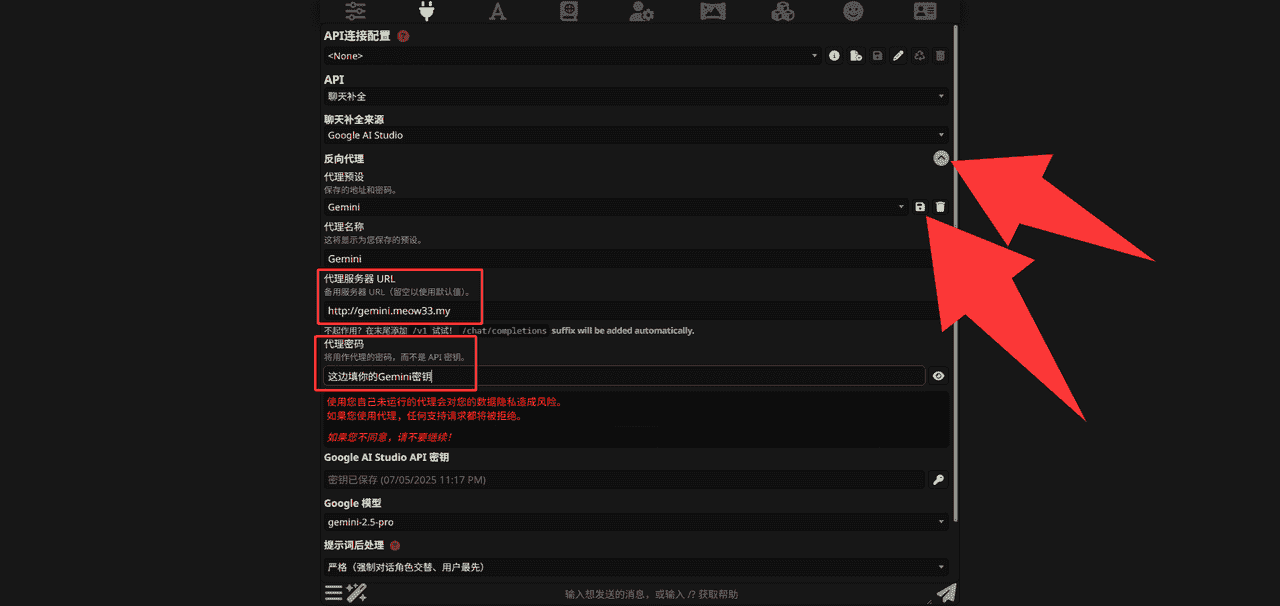 API连接配置
<None>
API
聊天补全
聊天补全来源
Google AI Studio
反向代理
代理预设
保存的地址和密码。
Gemini
代理名称
这将显示为您保存的预设。
Gemini
代理服务器 URL
备用服务器 URL（留空以使用默认值）。
http://gemini.meow33.my
不起作用？在末尾添加 /v1 试试！ /chat/completions suffix will be added automatically.
代理密码
将用作代理的密码，而不是 API 密钥。
这边填你的Gemini密钥
使用您自己未运行的代理会对您的数据隐私造成风险。
如果您使用代理，任何支持请求都将被拒绝。
如果您不同意，请不要继续！
Google AI Studio API 密钥
密钥已保存 (07/05/2025 11:17 PM)
Google 模型
gemini-2.5-pro
提示词后处理
严格（强制对话角色交替、用户最先）
输入想发送的消息，或输入 /? 获取帮助